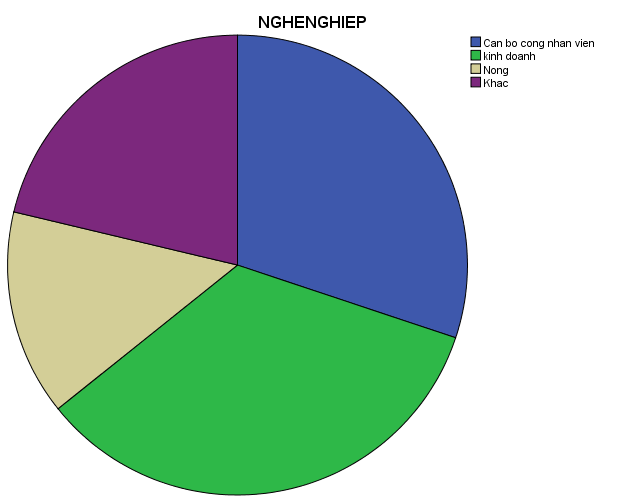 NGHENGHIEP
Can bo cong nhan vien
kinh doanh
Nong
Khac